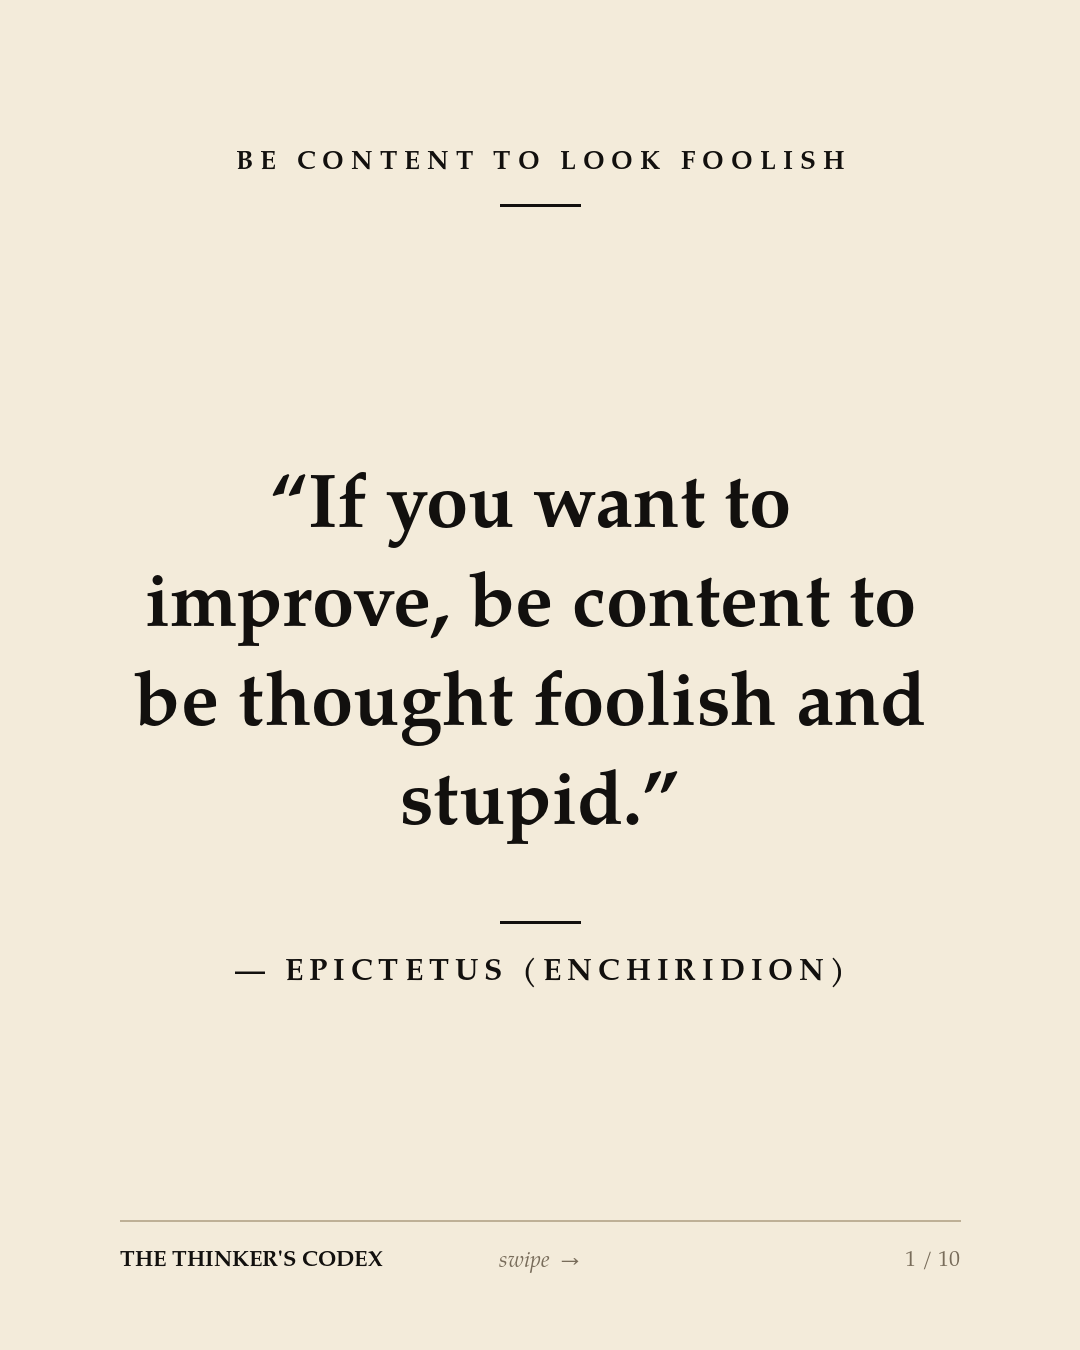 BE CONTENT TO LOOK FOOLISH
“If you want to
improve, be content to
be thought foolish and
stupid.”
— EPICTETUS (ENCHIRIDION)
THE THINKER'S CODEX
swipe →
1 / 10